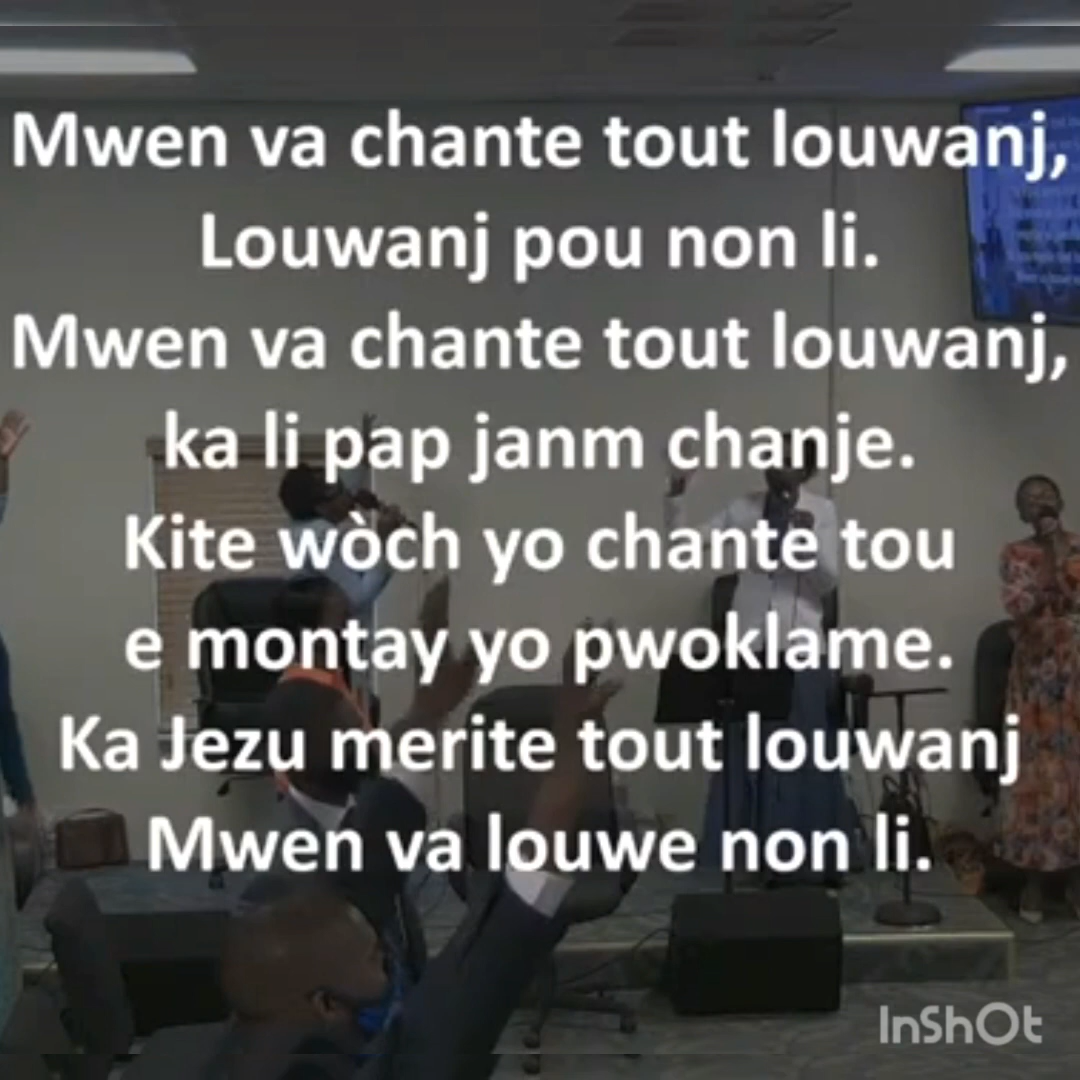 Mwen va chante tout louwanj,
Louwanj pou non li.
Mwen va chante tout louwanj,
ka li pap janm chanje.
Kite wòch yo chante tou
e montay yo pwoklame.
Ka Jezu merite tout louwanj
Mwen va louwe non li.
InShOt